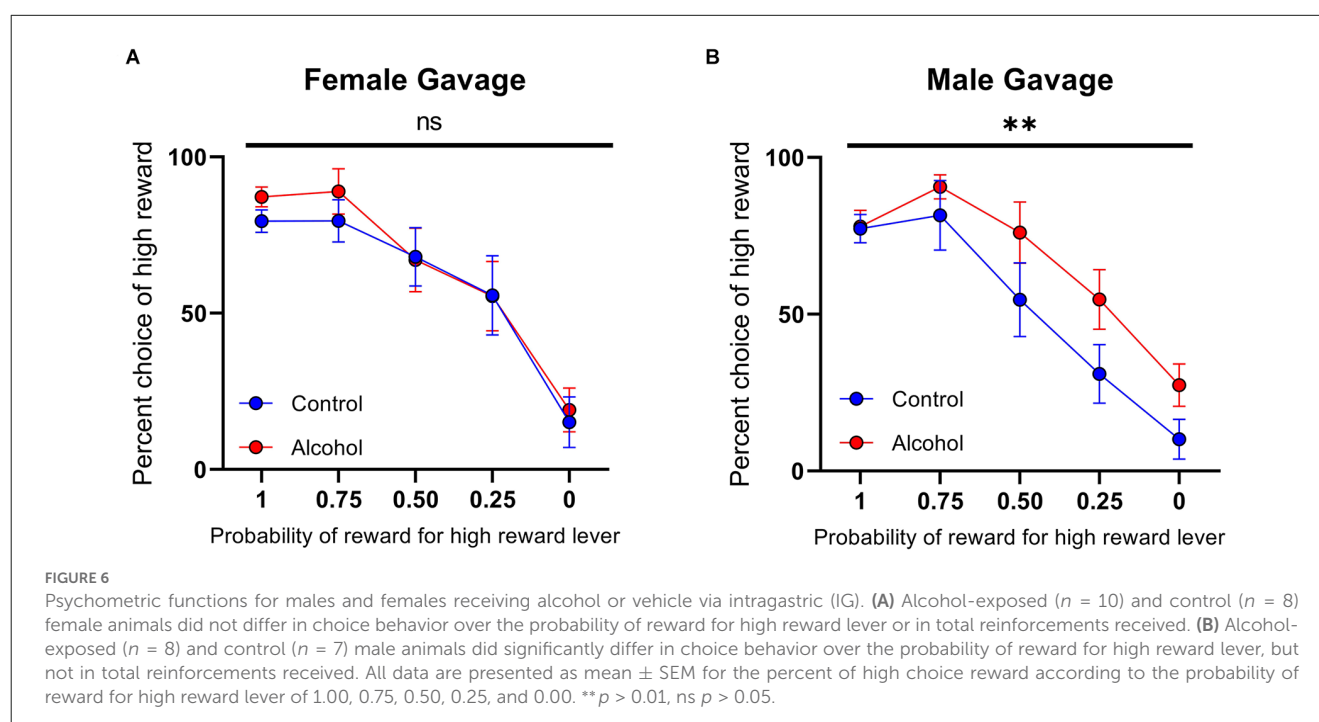 A
Female Gavage
ns
100
50
0
Percent choice of high reward
Control
Alcohol
1 0.75 0.50 0.25 0
Probability of reward for high reward lever
B
Male Gavage
**
100
50
0
Percent choice of high reward
Control
Alcohol
1 0.75 0.50 0.25 0
Probability of reward for high reward lever
FIGURE 6
Psychometric functions for males and females receiving alcohol or vehicle via intragastric (IG). (A) Alcohol-exposed (n = 10) and control (n = 8)
female animals did not differ in choice behavior over the probability of reward for high reward lever or in total reinforcements received. (B) Alcohol-
exposed (n = 8) and control (n = 7) male animals did significantly differ in choice behavior over the probability of reward for high reward lever, but
not in total reinforcements received. All data are presented as mean ± SEM for the percent of high choice reward according to the probability of
reward for high reward lever of 1.00, 0.75, 0.50, 0.25, and 0.00. **p > 0.01, ns p > 0.05.